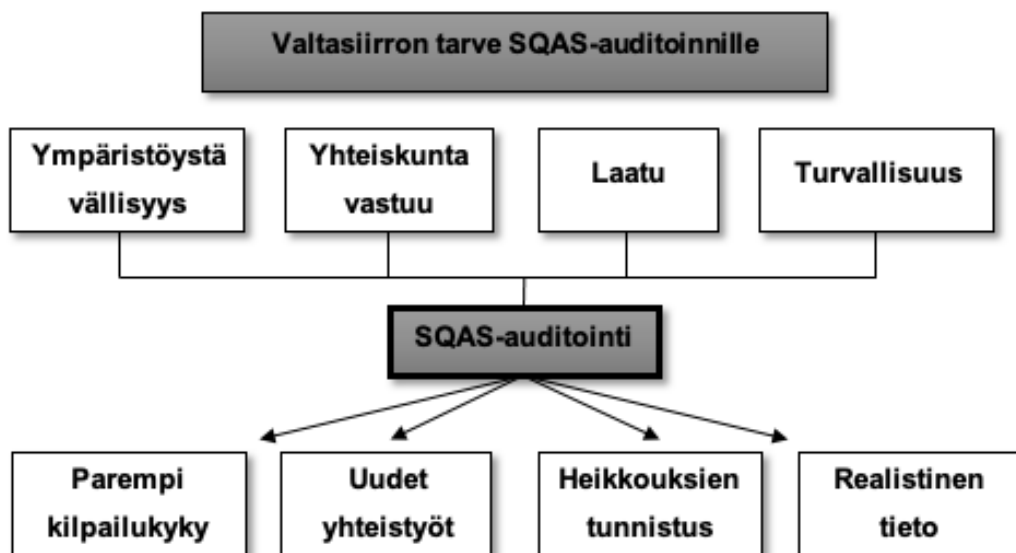 Valtasiirron tarve SQAS-auditoinnille
Ympäristöystä
vällisyys
Yhteiskunta
vastuu
Laatu
Turvallisuus
SQAS-auditointi
Parempi
kilpailukyky
Uudet
yhteistyöt
Heikkouksien
tunnistus
Realistinen
tieto